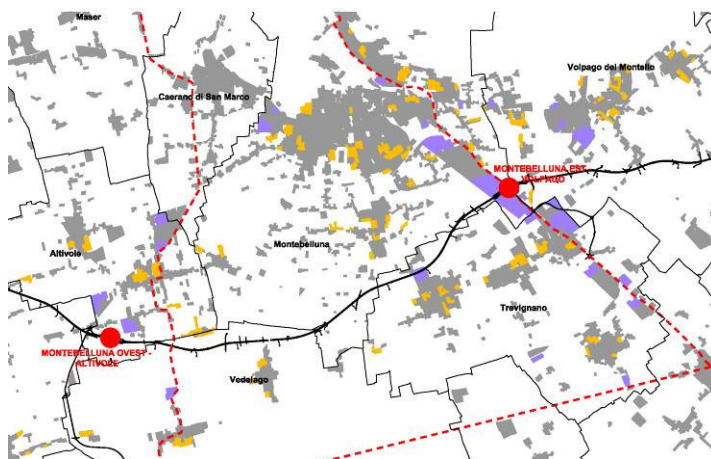 Maser
Volpago del Montello
Caerano di San Marco
MONTEBELLUNA EST
VOLPAGO
Altivole
Montebelluna
Trevignano
MONTEBELLUNA OVEST -
ALTIVOLE
Vedelago